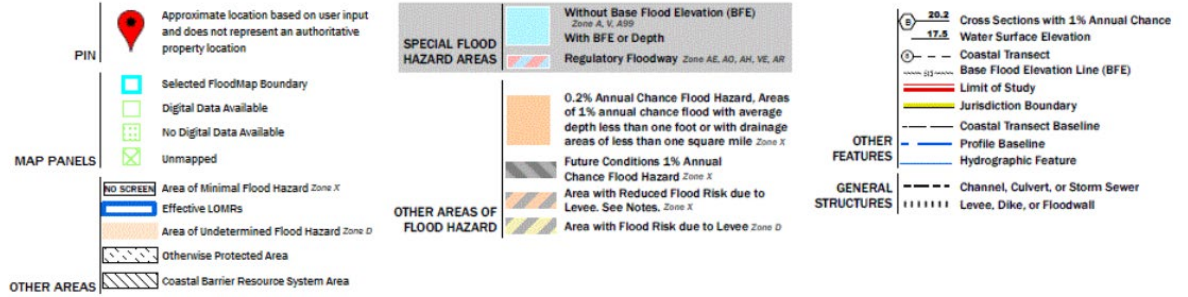 PIN
Approximate location based on user input
and does not represent an authoritative
property location
MAP PANELS
Selected FloodMap Boundary
Digital Data Available
No Digital Data Available
Unmapped
OTHER AREAS
NO SCREEN Area of Minimal Flood Hazard Zone X
Effective LOMRs
Area of Undetermined Flood Hazard Zone D
Otherwise Protected Area
Coastal Barrier Resource System Area
SPECIAL FLOOD
HAZARD AREAS
Without Base Flood Elevation (BFE)
Zone A, V, A99
With BFE or Depth
Regulatory Floodway Zone AE, AO, AH, VE, AR
OTHER AREAS OF
FLOOD HAZARD
0.2% Annual Chance Flood Hazard, Areas
of 1% annual chance flood with average
depth less than one foot or with drainage
areas of less than one square mile Zone X
Future Conditions 1% Annual
Chance Flood Hazard Zone X
Area with Reduced Flood Risk due to
Levee. See Notes. Zone X
Area with Flood Risk due to Levee Zone D
OTHER
FEATURES
B 20.2 Cross Sections with 1% Annual Chance
17.5 Water Surface Elevation
Coastal Transect
Base Flood Elevation Line (BFE)
Limit of Study
Jurisdiction Boundary
Coastal Transect Baseline
Profile Baseline
Hydrographic Feature
GENERAL
STRUCTURES
Channel, Culvert, or Storm Sewer
Levee, Dike, or Floodwall